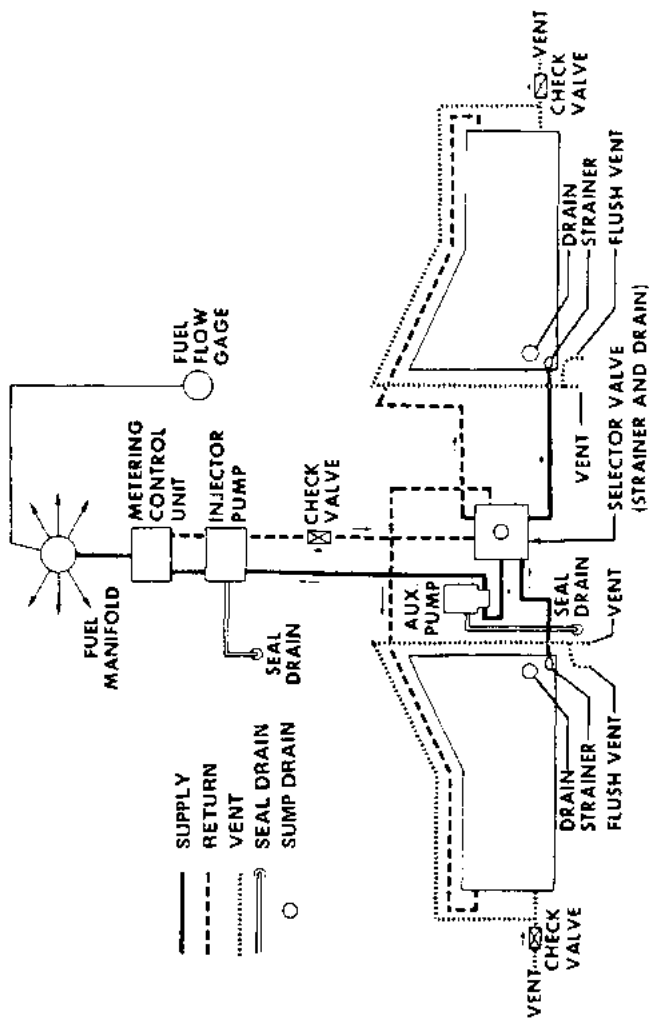 FUEL
MANIFOLD
METERING
CONTROL
UNIT
FUEL
FLOW
GAGE
INJECTOR
PUMP
SEAL
DRAIN
CHECK
VALVE
SUPPLY
RETURN
VENT
SEAL DRAIN
SUMP DRAIN
AUX.
PUMP
SEAL
DRAIN
VENT
VENT
CHECK
VALVE
DRAIN
STRAINER
FLUSH VENT
SELECTOR VALVE
(STRAINER AND DRAIN)
VENT
DRAIN
STRAINER
FLUSH VENT
VENT
CHECK
VALVE